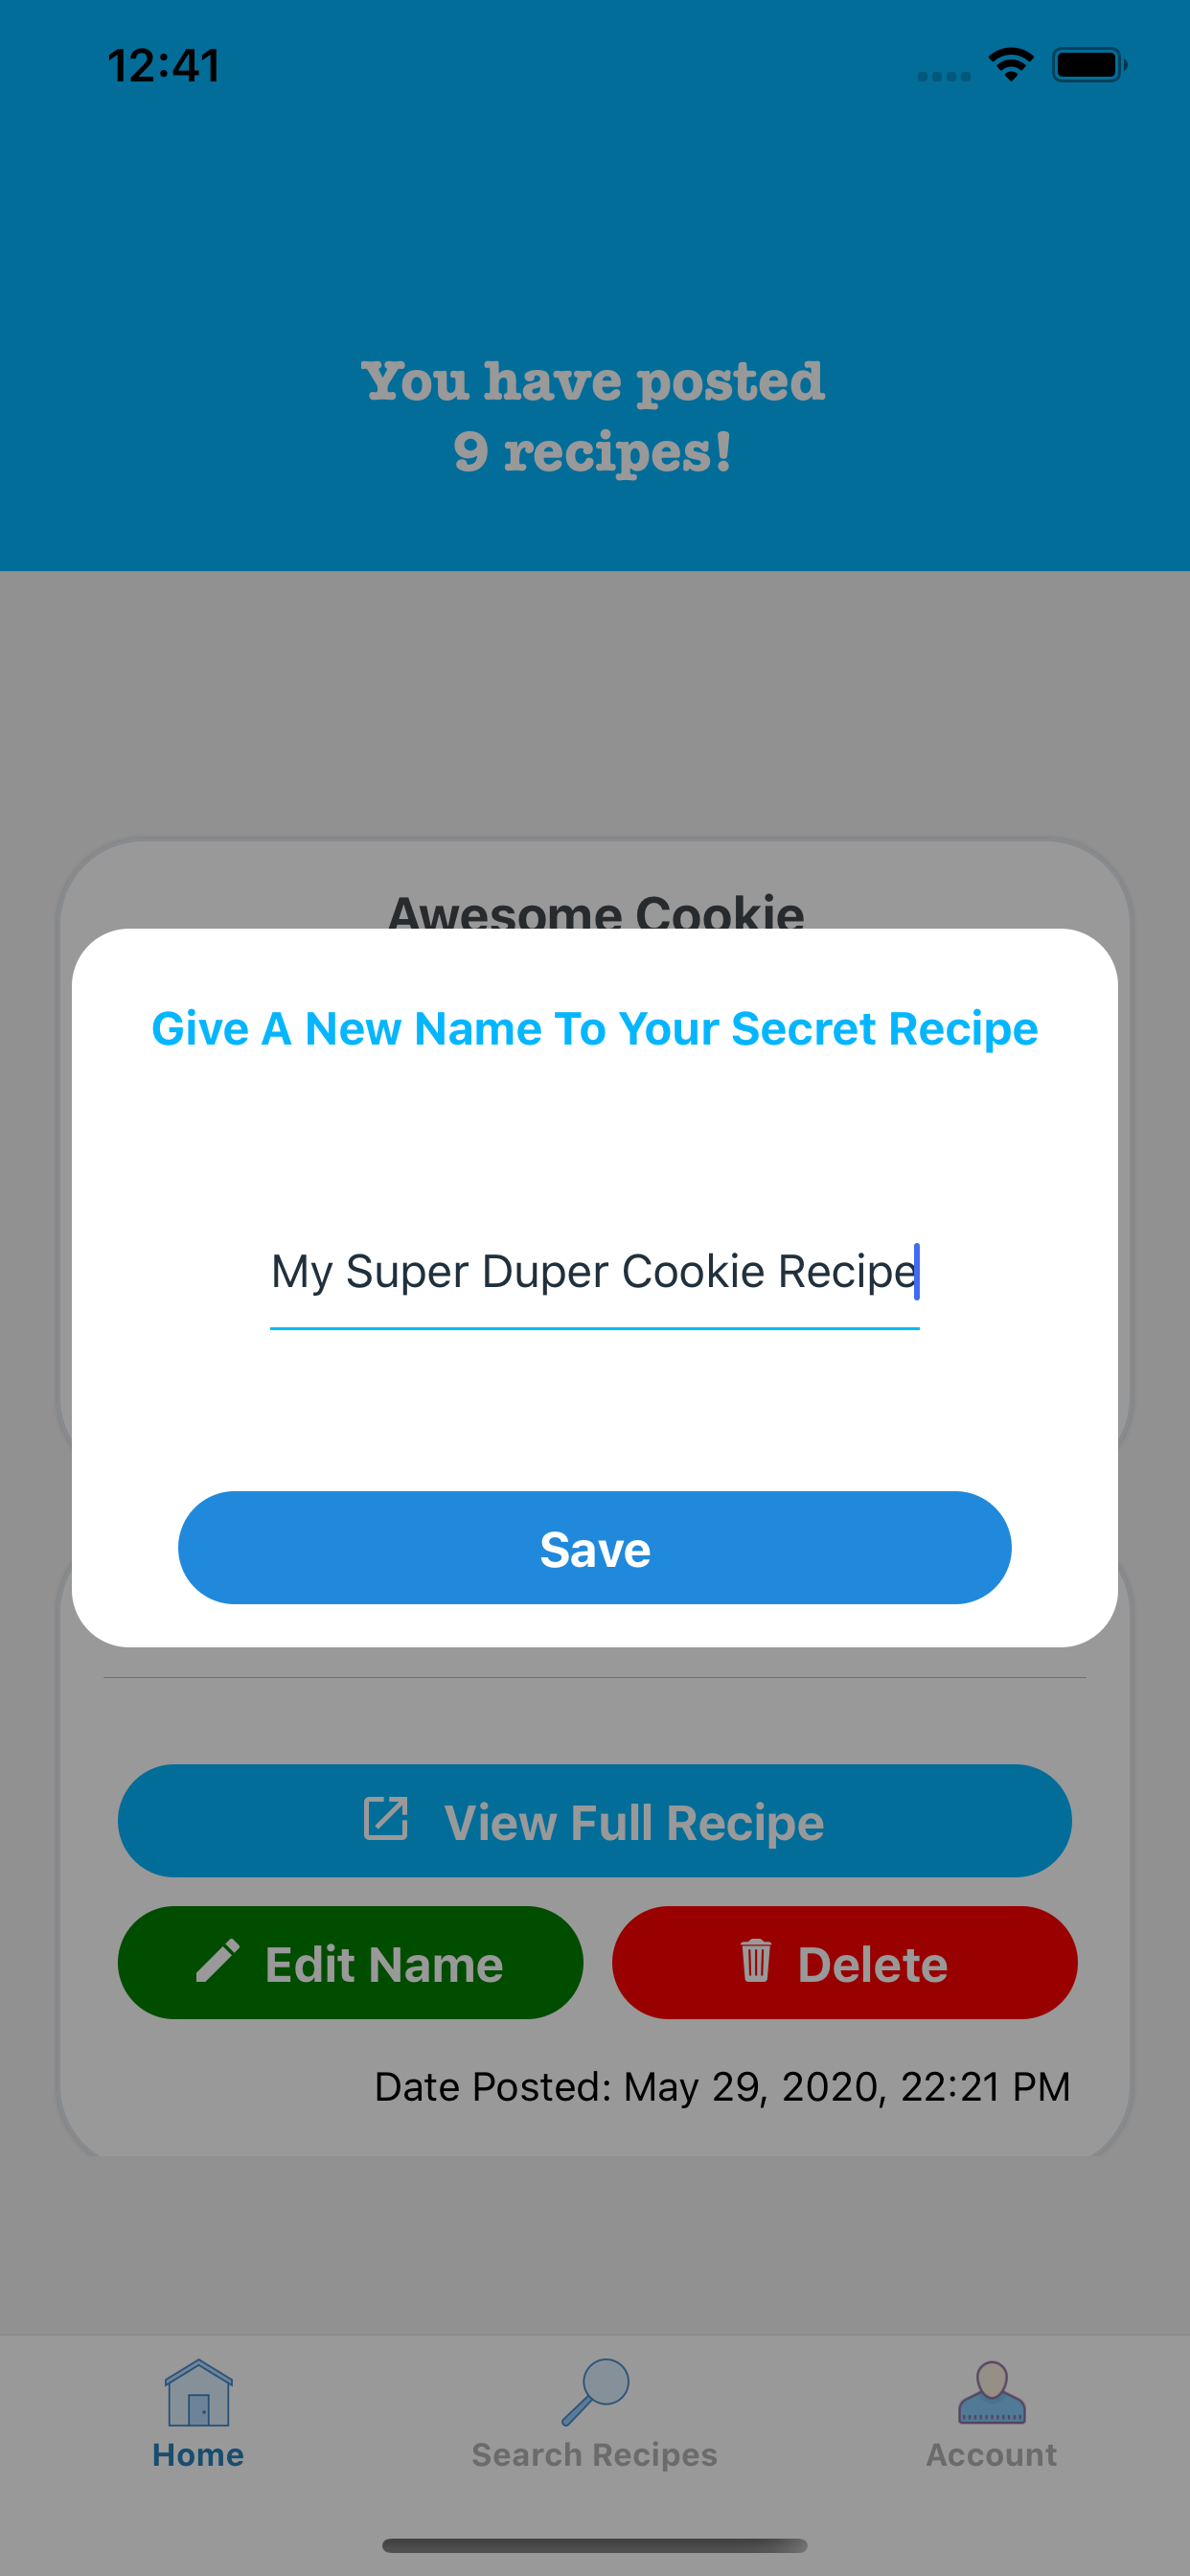 12:41
You have posted
9 recipes!
Awesome Cookie
Give A New Name To Your Secret Recipe
My Super Duper Cookie Recipe
Save
View Full Recipe
Edit Name
Delete
Date Posted: May 29, 2020, 22:21 PM
Home
Search Recipes
Account